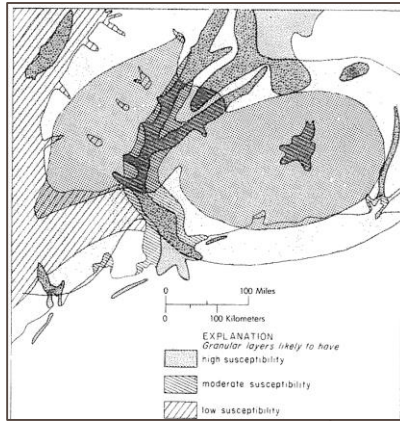 0 100 Miles
0 100 Kilometers
EXPLANATION
Granular layers likely to have
high susceptibility
moderate susceptibility
low susceptibility